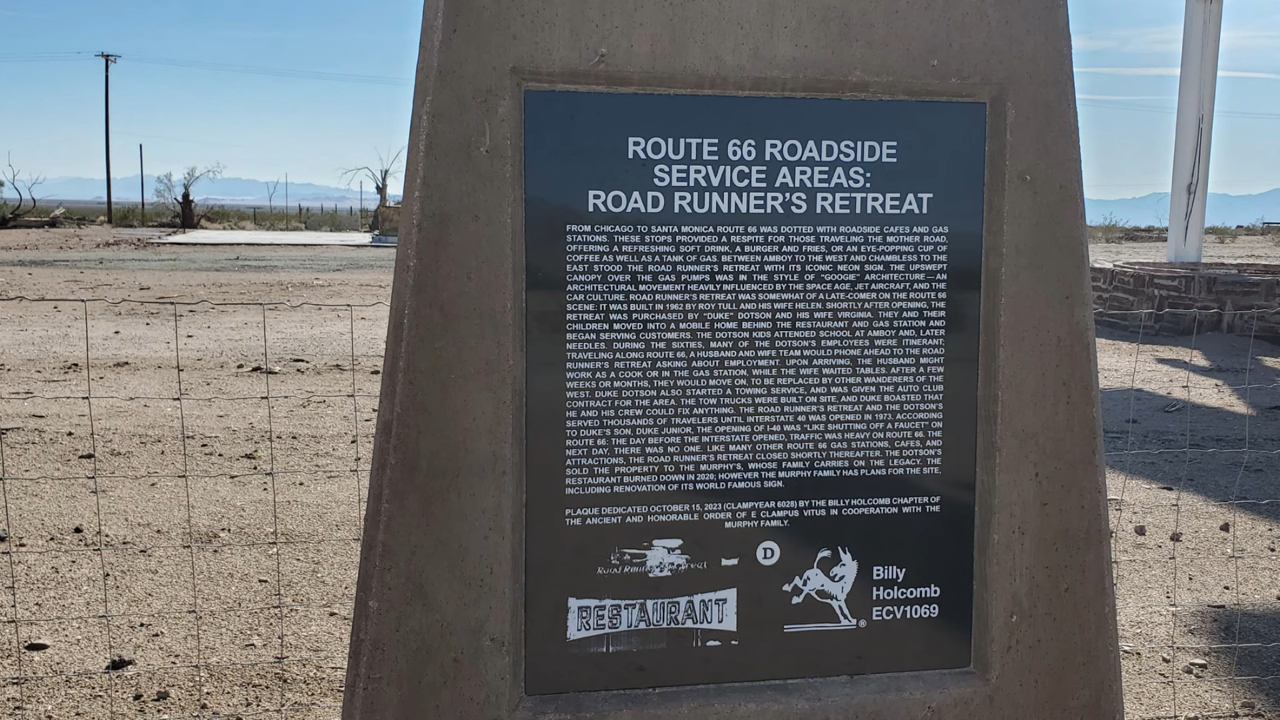 ROUTE 66 ROADSIDE
SERVICE AREAS:
ROAD RUNNER'S RETREAT
FROM CHICAGO TO SANTA MONICA ROUTE 66 WAS DOTTED WITH ROADSIDE CAFES AND GAS
STATIONS. THESE STOPS PROVIDED A RESPITE FOR THOSE TRAVELING THE MOTHER ROAD,
OFFERING A REFRESHING SOFT DRINK, A BURGER AND FRIES, OR AN EYE-POPPING CUP OF
COFFEE AS WELL AS A TANK OF GAS. BETWEEN AMBOY TO THE WEST AND CHAMBLESS TO THE
EAST STOOD THE ROAD RUNNER'S RETREAT WITH ITS ICONIC NEON SIGN. THE UPSWEPT
CANOPY OVER THE GAS PUMPS WAS IN THE STYLE OF "GOOGIE" ARCHITECTURE—AN
ARCHITECTURAL MOVEMENT HEAVILY INFLUENCED BY THE SPACE AGE, JET AIRCRAFT, AND THE
CAR CULTURE. ROAD RUNNER'S RETREAT WAS SOMEWHAT OF A LATE-COMER ON THE ROUTE 66
SCENE: IT WAS BUILT IN 1962 BY ROY TULL AND HIS WIFE HELEN. SHORTLY AFTER OPENING, THE
RETREAT WAS PURCHASED BY "DUKE" DOTSON AND HIS WIFE VIRGINIA. THEY AND THEIR
CHILDREN MOVED INTO A MOBILE HOME BEHIND THE RESTAURANT AND GAS STATION AND
BEGAN SERVING CUSTOMERS. THE DOTSON KIDS ATTENDED SCHOOL AT AMBOY AND, LATER
NEEDLES. DURING THE SIXTIES, MANY OF THE DOTSON'S EMPLOYEES WERE ITINERANT;
TRAVELING ALONG ROUTE 66, A HUSBAND AND WIFE TEAM WOULD PHONE AHEAD TO THE ROAD
RUNNER'S RETREAT ASKING ABOUT EMPLOYMENT. UPON ARRIVING, THE HUSBAND MIGHT
WORK AS A COOK OR IN THE GAS STATION, WHILE THE WIFE WAITED TABLES. AFTER A FEW
WEEKS OR MONTHS, THEY WOULD MOVE ON, TO BE REPLACED BY OTHER WANDERERS OF THE
WEST. DUKE DOTSON ALSO STARTED A TOWING SERVICE, AND WAS GIVEN THE AUTO CLUB
CONTRACT FOR THE AREA. THE TOW TRUCKS WERE BUILT ON SITE, AND DUKE BOASTED THAT
HE AND HIS CREW COULD FIX ANYTHING. THE ROAD RUNNER'S RETREAT AND THE DOTSON'S
SERVED THOUSANDS OF TRAVELERS UNTIL INTERSTATE 40 WAS OPENED IN 1973. ACCORDING
TO DUKE'S SON, DUKE JUNIOR, THE OPENING OF I-40 WAS "LIKE SHUTTING OFF A FAUCET" ON
ROUTE 66: THE DAY BEFORE THE INTERSTATE OPENED, TRAFFIC WAS HEAVY ON ROUTE 66. THE
NEXT DAY, THERE WAS NO ONE. LIKE MANY OTHER ROUTE 66 GAS STATIONS, CAFES, AND
ATTRACTIONS, THE ROAD RUNNER'S RETREAT CLOSED SHORTLY THEREAFTER. THE DOTSON'S
SOLD THE PROPERTY TO THE MURPHY'S, WHOSE FAMILY CARRIES ON THE LEGACY. THE
RESTAURANT BURNED DOWN IN 2020; HOWEVER THE MURPHY FAMILY HAS PLANS FOR THE SITE,
INCLUDING RENOVATION OF ITS WORLD FAMOUS SIGN.
PLAQUE DEDICATED OCTOBER 15, 2023 (CLAMPYEAR 6028) BY THE BILLY HOLCOMB CHAPTER OF
THE ANCIENT AND HONORABLE ORDER OF E CLAMPUS VITUS IN COOPERATION WITH THE
MURPHY FAMILY.
D
RESTAURANT
®
Billy
Holcomb
ECV1069